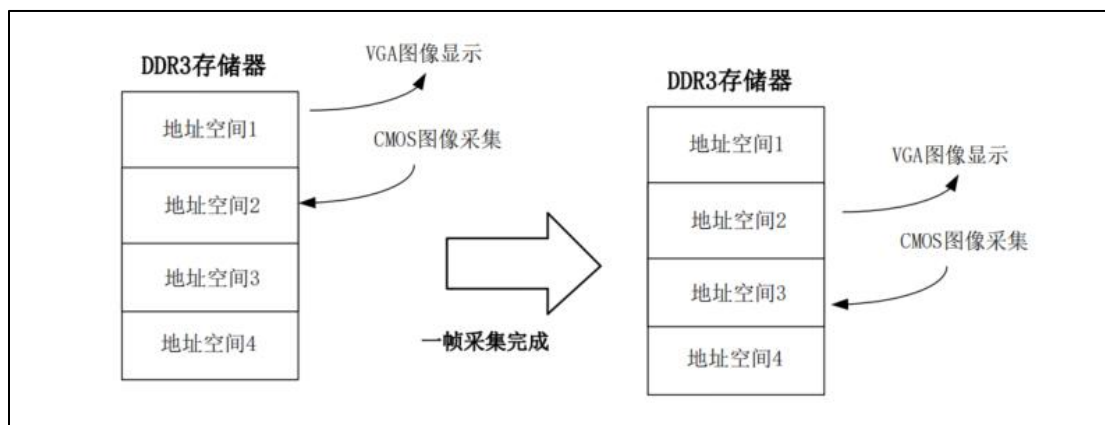 DDR3存储器
VGA图像显示
CMOS图像采集
地址空间1
地址空间2
地址空间3
地址空间4
一帧采集完成
DDR3存储器
VGA图像显示
CMOS图像采集
地址空间1
地址空间2
地址空间3
地址空间4